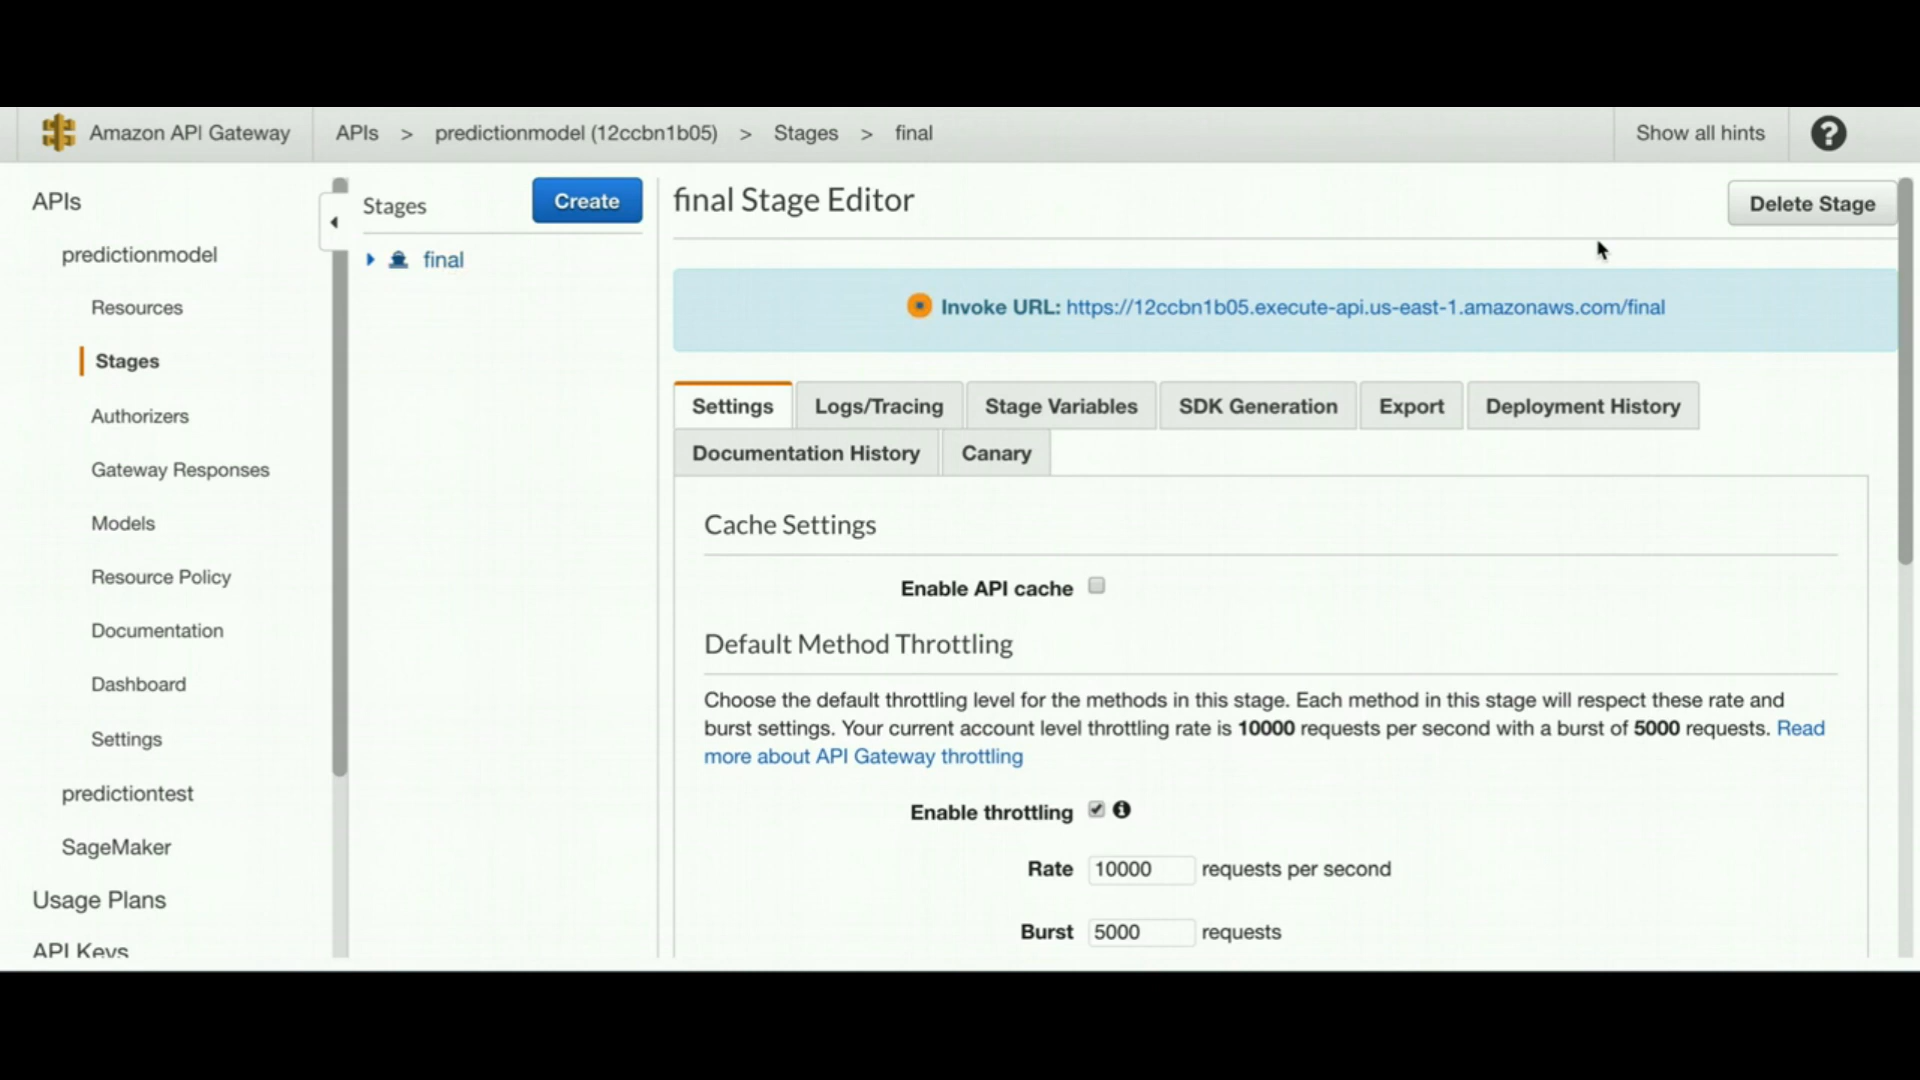 Amazon API Gateway
APIs > predictionmodel (12ccbn1b05) > Stages > final
Show all hints
?
APIs
predictionmodel
Resources
Stages
Authorizers
Gateway Responses
Models
Resource Policy
Documentation
Dashboard
Settings
predictiontest
SageMaker
Usage Plans
API Keys
Stages
Create
final
final Stage Editor
Delete Stage
Invoke URL: https://12ccbn1b05.execute-api.us-east-1.amazonaws.com/final
Settings
Logs/Tracing
Stage Variables
SDK Generation
Export
Deployment History
Documentation History
Canary
Cache Settings
Enable API cache
Default Method Throttling
Choose the default throttling level for the methods in this stage. Each method in this stage will respect these rate and
burst settings. Your current account level throttling rate is 10000 requests per second with a burst of 5000 requests. Read
more about API Gateway throttling
Enable throttling
Rate 10000 requests per second
Burst 5000 requests